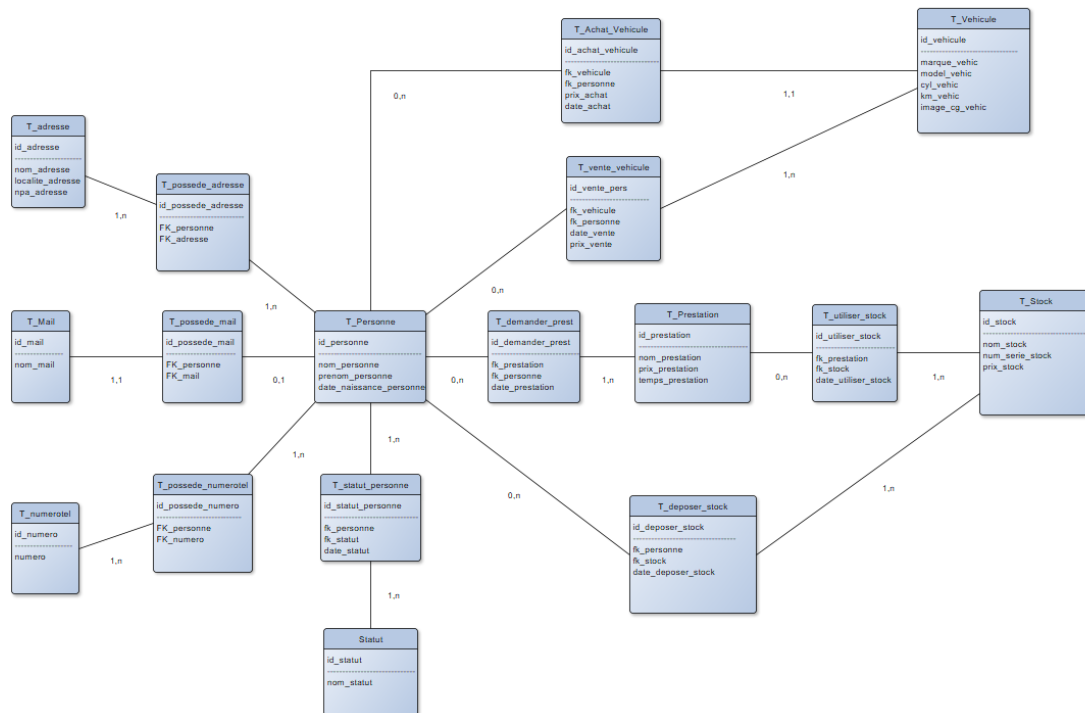 T_Achat_Vehicule
id_achat_vehicule
fk_vehicule
fk_personne
prix_achat
date_achat
T_Vehicule
id_vehicule
marque_vehic
model_vehic
cyl_vehic
km_vehic
image_cg_vehic
0,n
1,1
T_adresse
id_adresse
nom_adresse
localite_adresse
npa_adresse
T_possede_adresse
id_possede_adresse
FK_personne
FK_adresse
T_vente_vehicule
id_vente_pers
fk_vehicule
fk_personne
date_vente
prix_vente
1,n
1,n
0,n
1,n
T_Mail
id_mail
nom_mail
T_possede_mail
id_possede_mail
FK_personne
FK_mail
T_Personne
id_personne
nom_personne
prenom_personne
date_naissance_personne
T_demander_prest
id_demander_prest
fk_prestation
fk_personne
date_prestation
T_Prestation
id_prestation
nom_prestation
prix_prestation
temps_prestation
T_utiliser_stock
id_utiliser_stock
fk_prestation
fk_stock
date_utiliser_stock
T_Stock
id_stock
nom_stock
num_serie_stock
prix_stock
1,1
0,1
0,n
1,n
0,n
1,n
1,n
1,n
0,n
1,n
T_numerotel
id_numero
numero
T_possede_numerotel
id_possede_numero
FK_personne
FK_numero
T_statut_personne
id_statut_personne
fk_personne
fk_statut
date_statut
T_deposer_stock
id_deposer_stock
fk_personne
fk_stock
date_deposer_stock
1,n
1,n
Statut
id_statut
nom_statut